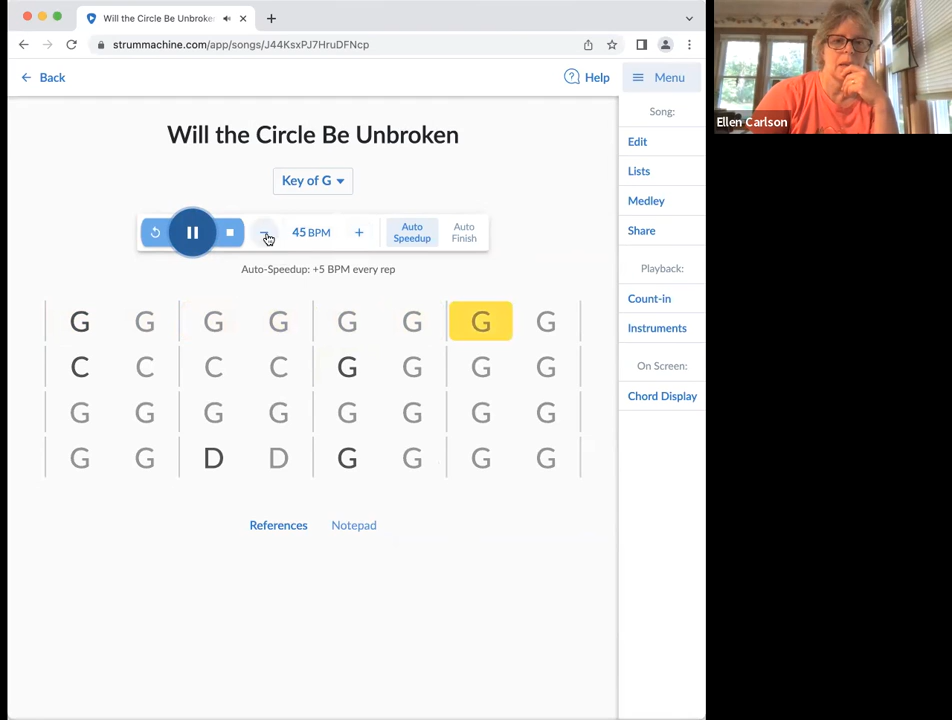 Will the Circle Be Unbroken
strummachine.com/app/songs/J44KsxPJ7HruDFNcp
Back
Help
Menu
Ellen Carlson
Song:
Edit
Lists
Medley
Share
Playback:
Count-in
Instruments
On Screen:
Chord Display
Will the Circle Be Unbroken
Key of G
− 45 BPM +
Auto Speedup
Auto Finish
Auto-Speedup: +5 BPM every rep
G G G G G G G G
C C C C G G G G
G G G G G G G G
G G D D G G G G
References
Notepad